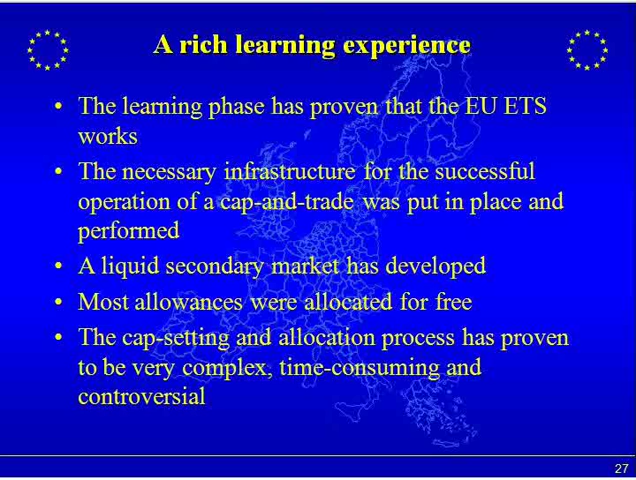 A rich learning experience
• The learning phase has proven that the EU ETS
works
• The necessary infrastructure for the successful
operation of a cap-and-trade was put in place and
performed
• A liquid secondary market has developed
• Most allowances were allocated for free
• The cap-setting and allocation process has proven
to be very complex, time-consuming and
controversial
27